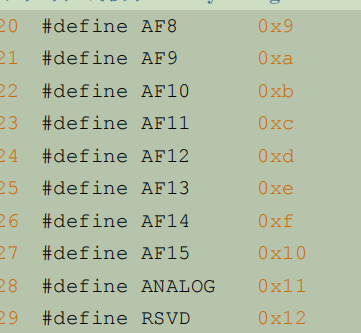 20 #define AF8 0x9
21 #define AF9 0xa
22 #define AF10 0xb
23 #define AF11 0xc
24 #define AF12 0xd
25 #define AF13 0xe
26 #define AF14 0xf
27 #define AF15 0x10
28 #define ANALOG 0x11
29 #define RSVD 0x12